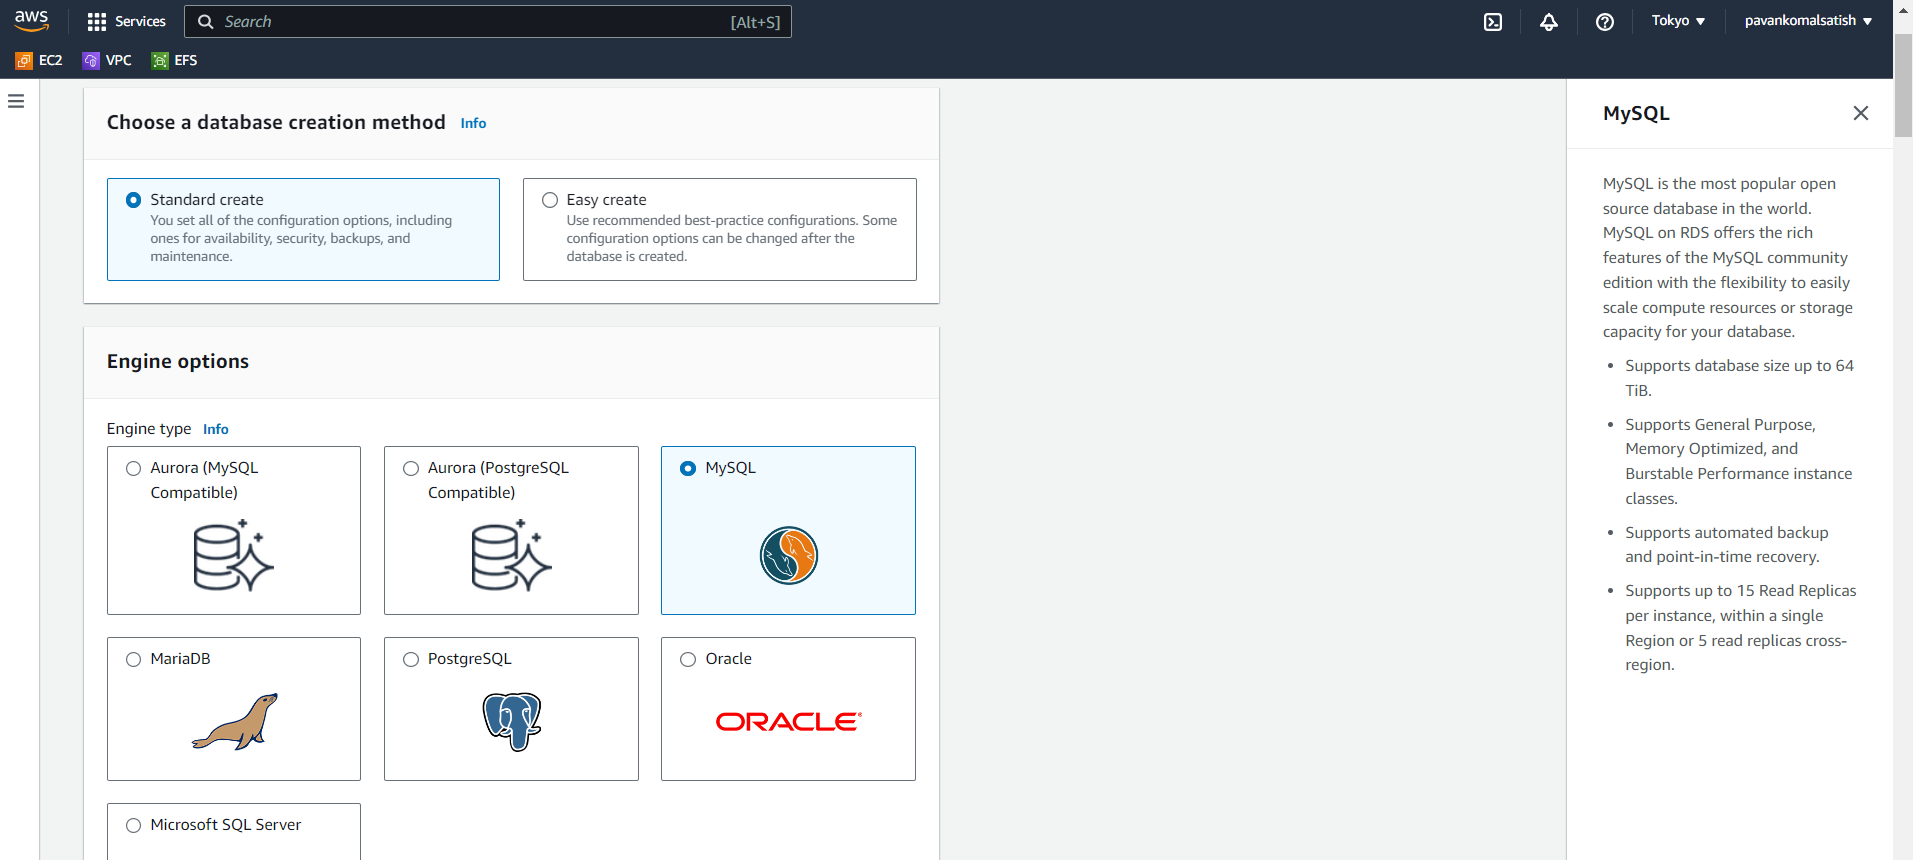 aws
Services
Search
[Alt+S]
Tokyo
pavankomalsatish
EC2
VPC
EFS
Choose a database creation method Info
Standard create
You set all of the configuration options, including
ones for availability, security, backups, and
maintenance.
Easy create
Use recommended best-practice configurations. Some
configuration options can be changed after the
database is created.
Engine options
Engine type Info
Aurora (MySQL
Compatible)
Aurora (PostgreSQL
Compatible)
MySQL
MariaDB
PostgreSQL
Oracle
ORACLE®
Microsoft SQL Server
MySQL
MySQL is the most popular open
source database in the world.
MySQL on RDS offers the rich
features of the MySQL community
edition with the flexibility to easily
scale compute resources or storage
capacity for your database.
• Supports database size up to 64
TiB.
• Supports General Purpose,
Memory Optimized, and
Burstable Performance instance
classes.
• Supports automated backup
and point-in-time recovery.
• Supports up to 15 Read Replicas
per instance, within a single
Region or 5 read replicas cross-
region.